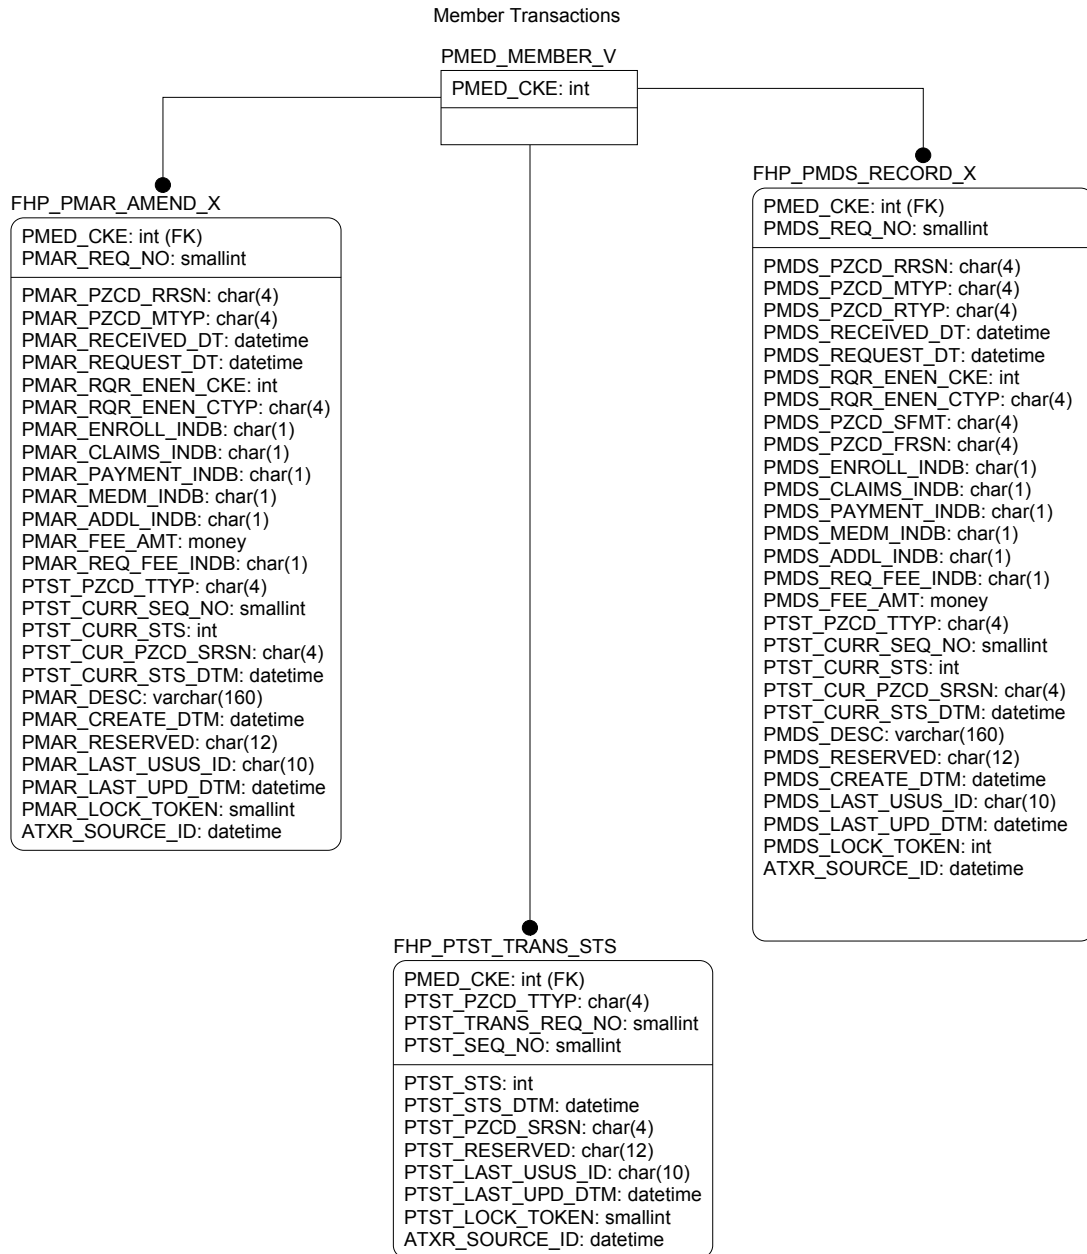 Member Transactions
PMED_MEMBER_V
PMED_CKE: int
FHP_PMAR_AMEND_X
PMED_CKE: int (FK)
PMAR_REQ_NO: smallint
PMAR_PZCD_RRSN: char(4)
PMAR_PZCD_MTYP: char(4)
PMAR_RECEIVED_DT: datetime
PMAR_REQUEST_DT: datetime
PMAR_RQR_ENEN_CKE: int
PMAR_RQR_ENEN_CTYP: char(4)
PMAR_ENROLL_INDB: char(1)
PMAR_CLAIMS_INDB: char(1)
PMAR_PAYMENT_INDB: char(1)
PMAR_MEDM_INDB: char(1)
PMAR_ADDL_INDB: char(1)
PMAR_FEE_AMT: money
PMAR_REQ_FEE_INDB: char(1)
PTST_PZCD_TTYP: char(4)
PTST_CURR_SEQ_NO: smallint
PTST_CURR_STS: int
PTST_CUR_PZCD_SRSN: char(4)
PTST_CURR_STS_DTM: datetime
PMAR_DESC: varchar(160)
PMAR_CREATE_DTM: datetime
PMAR_RESERVED: char(12)
PMAR_LAST_USUS_ID: char(10)
PMAR_LAST_UPD_DTM: datetime
PMAR_LOCK_TOKEN: smallint
ATXR_SOURCE_ID: datetime
FHP_PMDS_RECORD_X
PMED_CKE: int (FK)
PMDS_REQ_NO: smallint
PMDS_PZCD_RRSN: char(4)
PMDS_PZCD_MTYP: char(4)
PMDS_PZCD_RTYP: char(4)
PMDS_RECEIVED_DT: datetime
PMDS_REQUEST_DT: datetime
PMDS_RQR_ENEN_CKE: int
PMDS_RQR_ENEN_CTYP: char(4)
PMDS_PZCD_SFMT: char(4)
PMDS_PZCD_FRSN: char(4)
PMDS_ENROLL_INDB: char(1)
PMDS_CLAIMS_INDB: char(1)
PMDS_PAYMENT_INDB: char(1)
PMDS_MEDM_INDB: char(1)
PMDS_ADDL_INDB: char(1)
PMDS_REQ_FEE_INDB: char(1)
PMDS_FEE_AMT: money
PTST_PZCD_TTYP: char(4)
PTST_CURR_SEQ_NO: smallint
PTST_CURR_STS: int
PTST_CUR_PZCD_SRSN: char(4)
PTST_CURR_STS_DTM: datetime
PMDS_DESC: varchar(160)
PMDS_RESERVED: char(12)
PMDS_CREATE_DTM: datetime
PMDS_LAST_USUS_ID: char(10)
PMDS_LAST_UPD_DTM: datetime
PMDS_LOCK_TOKEN: int
ATXR_SOURCE_ID: datetime
FHP_PTST_TRANS_STS
PMED_CKE: int (FK)
PTST_PZCD_TTYP: char(4)
PTST_TRANS_REQ_NO: smallint
PTST_SEQ_NO: smallint
PTST_STS: int
PTST_STS_DTM: datetime
PTST_PZCD_SRSN: char(4)
PTST_RESERVED: char(12)
PTST_LAST_USUS_ID: char(10)
PTST_LAST_UPD_DTM: datetime
PTST_LOCK_TOKEN: smallint
ATXR_SOURCE_ID: datetime